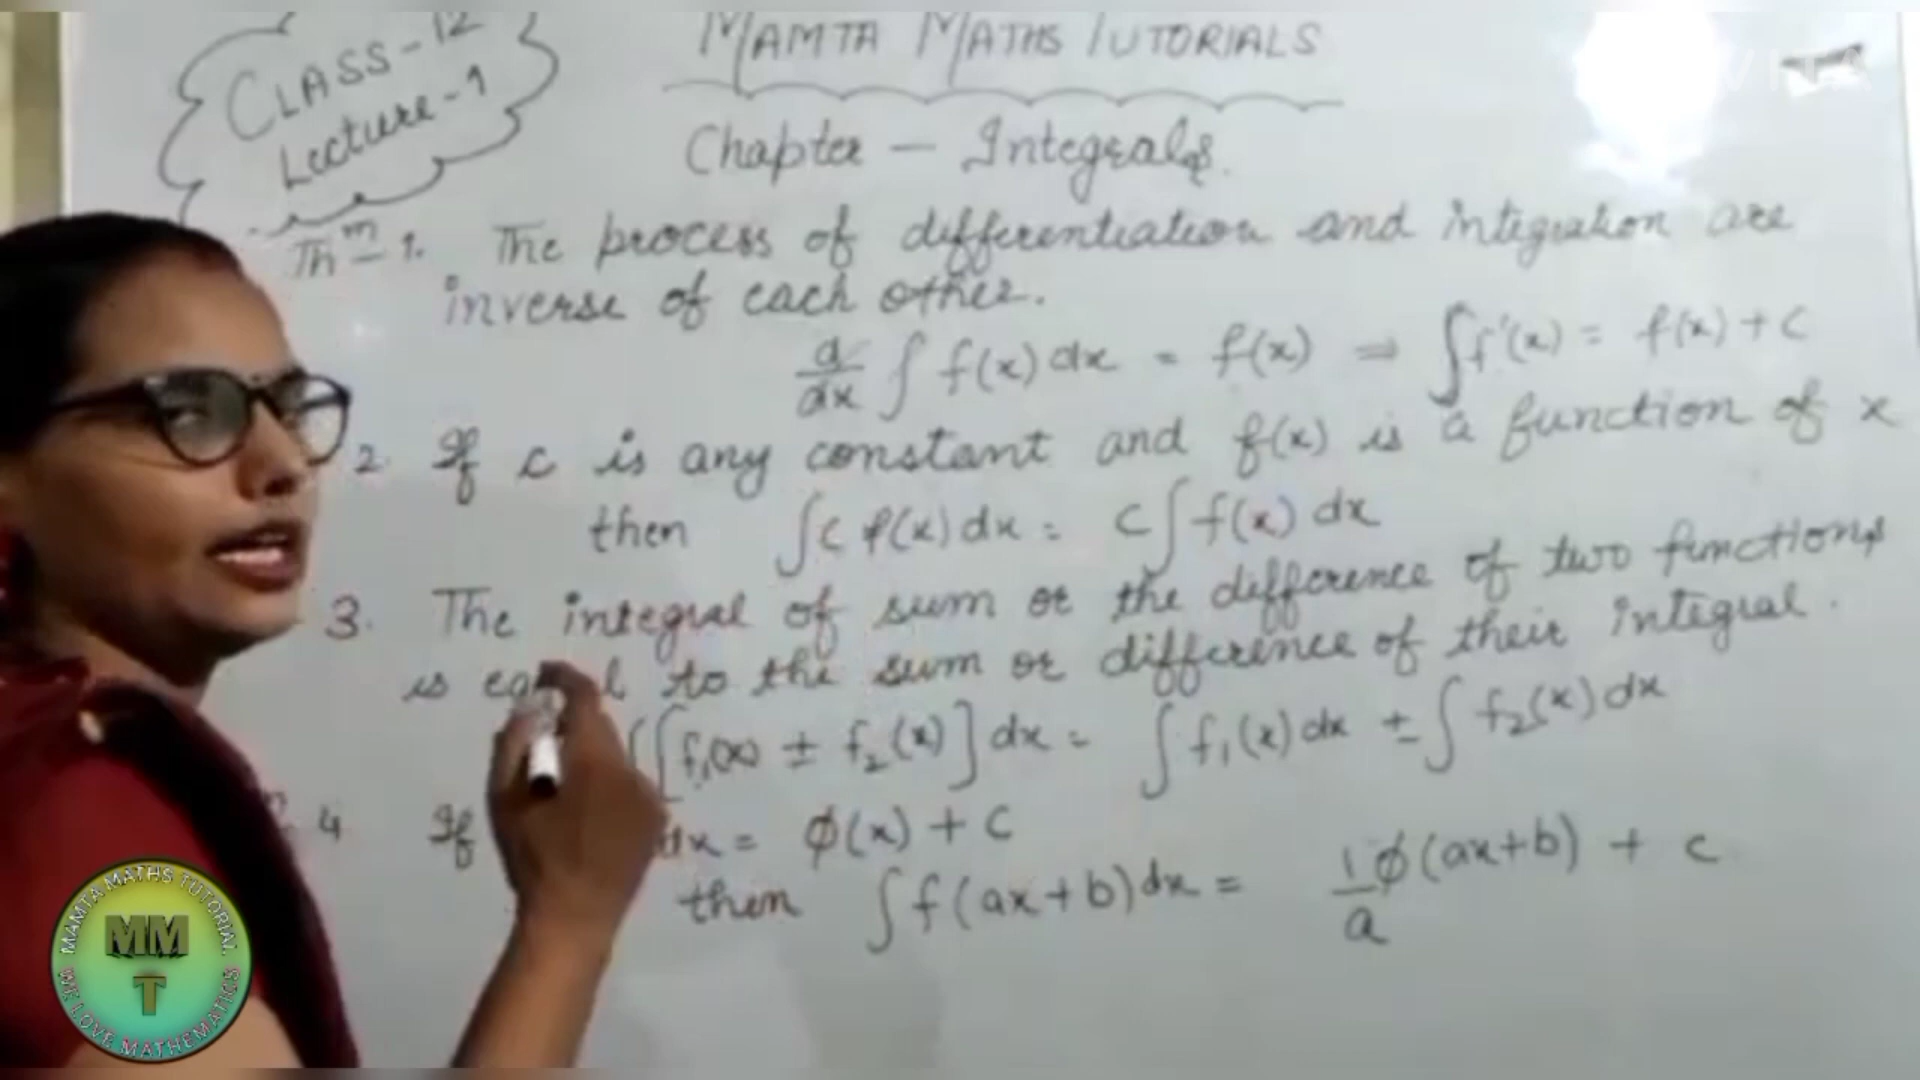 CLASS-12
Lecture-1
MAMTA MATHS TUTORIALS
Chapter - Integrals.
Thm-1. The process of differentiation and integration are
inverse of each other.
d/dx ∫ f(x) dx = f(x) ⇒ ∫f'(x) = f(x) + c
2. If c is any constant and f(x) is a function of x
then ∫c f(x) dx = c∫f(x) dx
3. The integral of sum or the difference of two functions
is equal to the sum or difference of their integral.
∫[f₁(x) ± f₂(x)] dx = ∫f₁(x) dx ± ∫f₂(x) dx
4 If dx = φ(x) + c
then ∫f(ax+b) dx = 1/a φ(ax+b) + c
MAMTA MATHS TUTORIAL
MM
T
WE LOVE MATHEMATICS